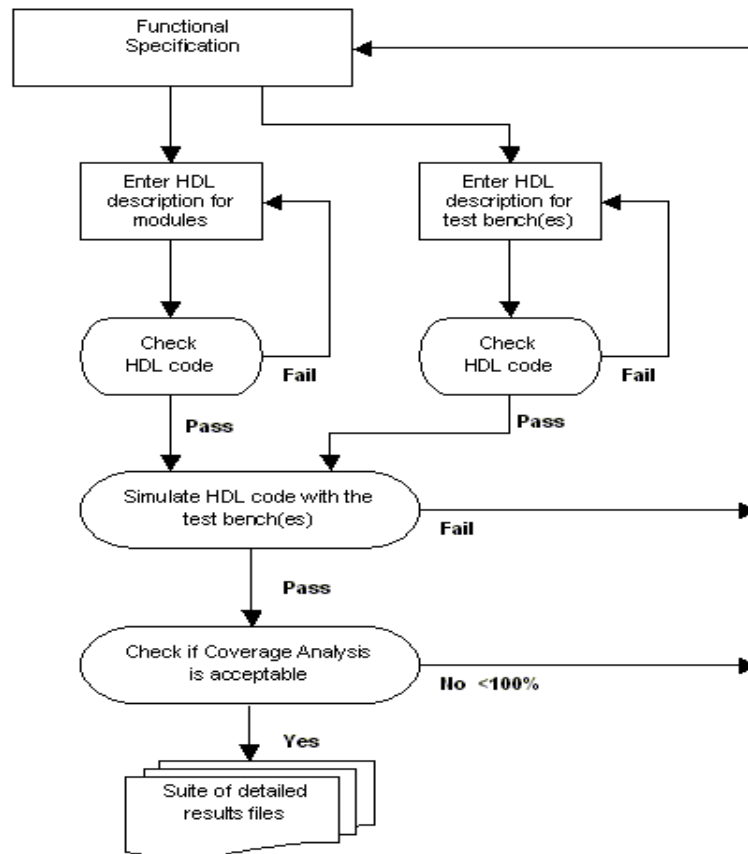 Functional
Specification
Enter HDL
description for
modules
Enter HDL
description for
test bench(es)
Check
HDL code
Fail
Check
HDL code
Fail
Pass
Pass
Simulate HDL code with the
test bench(es)
Fail
Pass
Check if Coverage Analysis
is acceptable
No <100%
Yes
Suite of detailed
results files